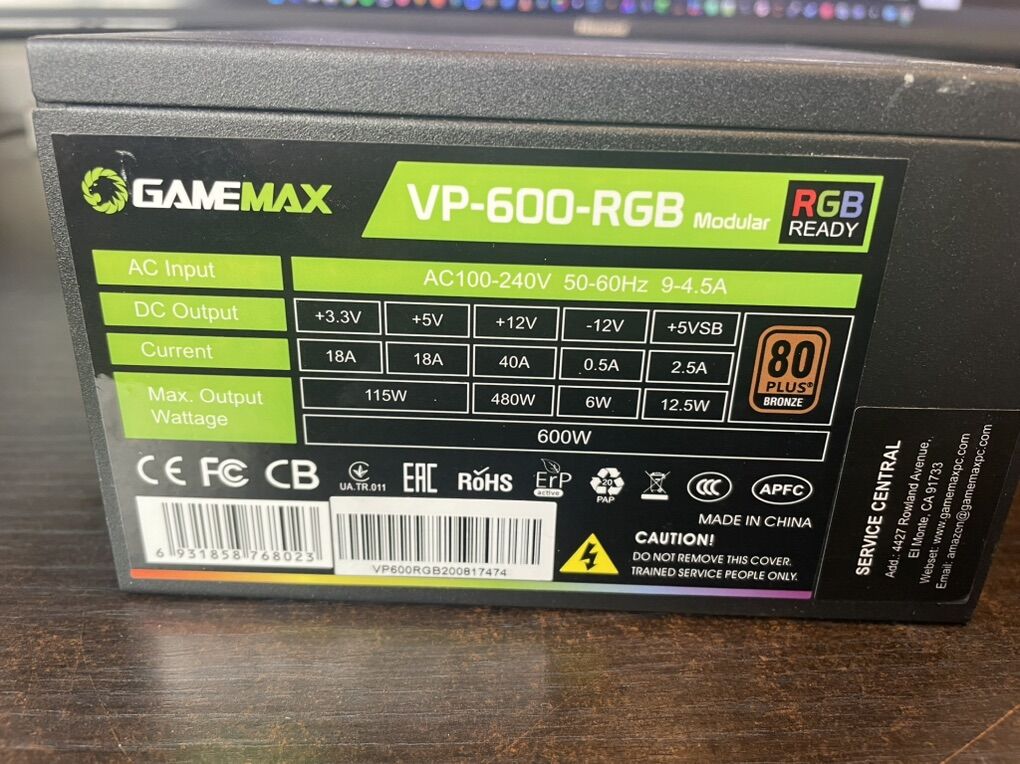 GAMEMAX
VP-600-RGB Modular
RGB
READY
AC Input
AC100-240V 50-60Hz 9-4.5A
DC Output
+3.3V +5V +12V -12V +5VSB
Current
18A 18A 40A 0.5A 2.5A
Max. Output
Wattage
115W 480W 6W 12.5W
600W
80
PLUS®
BRONZE
CE FC CB
UA.TR.011
EAC
RoHS
ErP
active
20
PAP
CCC
APFC
MADE IN CHINA
CAUTION!
DO NOT REMOVE THIS COVER.
TRAINED SERVICE PEOPLE ONLY.
6 931858 768023
VP600RGB200817474
SERVICE CENTRAL
Add.: 4427 Rowland Avenue,
El Monte, CA 91733
Webset: www.gamemaxpc.com
Email: amazon@gamemaxpc.com